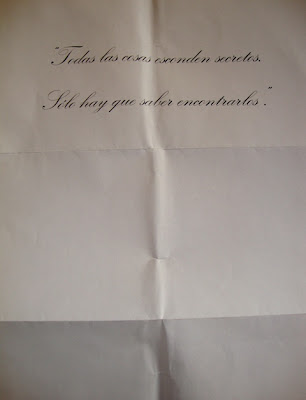 "Todas las cosas esconden secretos.
Sólo hay que saber encontrarlos".